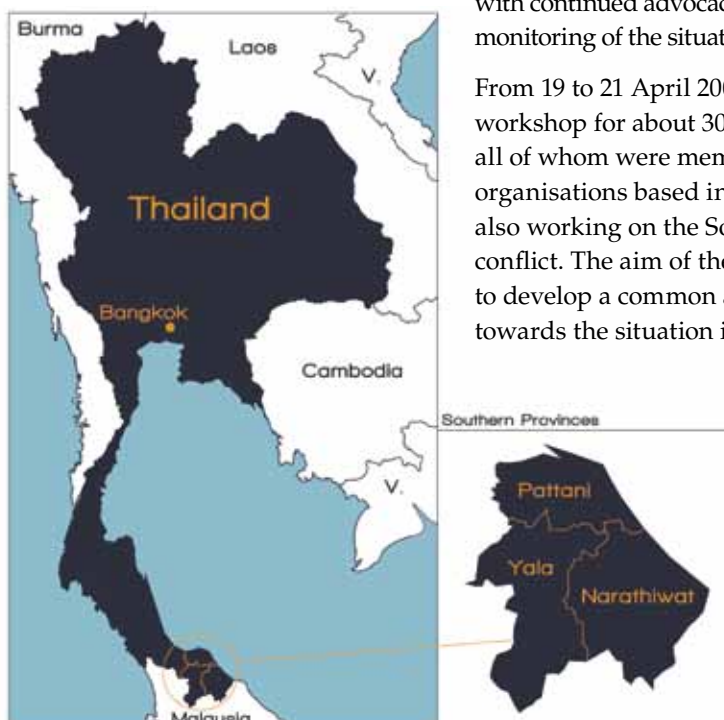 with continued advocac
monitoring of the situat
From 19 to 21 April 200
workshop for about 30
all of whom were mem
organisations based in
also working on the So
conflict. The aim of the
to develop a common
towards the situation i
Burma
Laos
V.
Thailand
Bangkok
Cambodia
V.
Malaysia
Southern Provinces
Pattani
Yala
Narathiwat